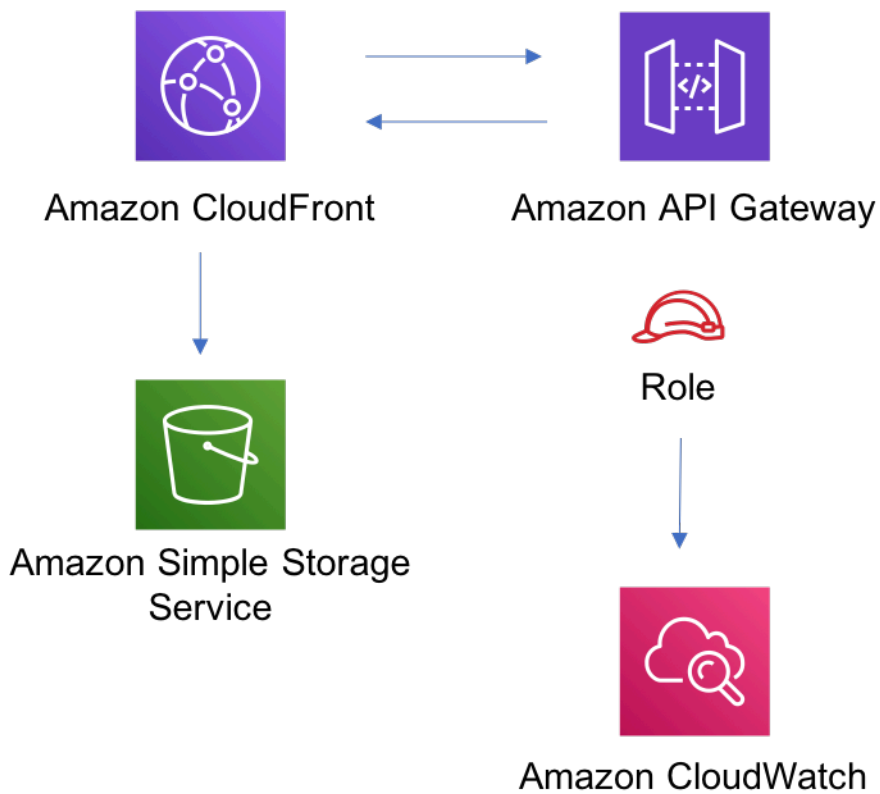 Amazon CloudFront
Amazon API Gateway
</>
Role
Amazon Simple Storage
Service
Amazon CloudWatch